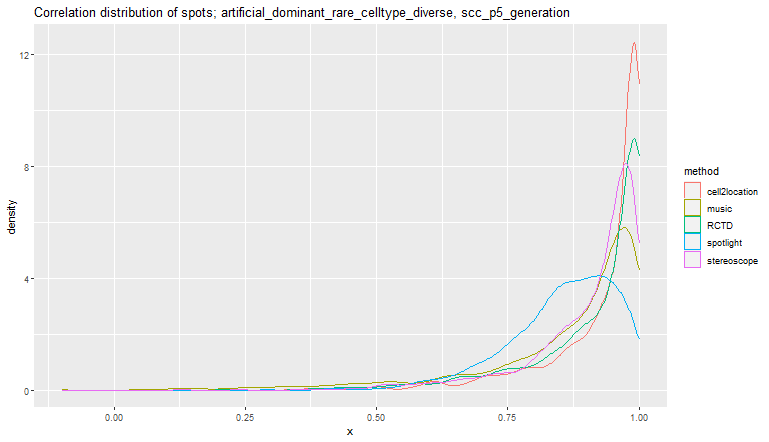 Correlation distribution of spots; artificial_dominant_rare_celltype_diverse, scc_p5_generation
12
8
4
0
density
0.00
0.25
0.50
0.75
1.00
x
method
cell2location
music
RCTD
spotlight
stereoscope